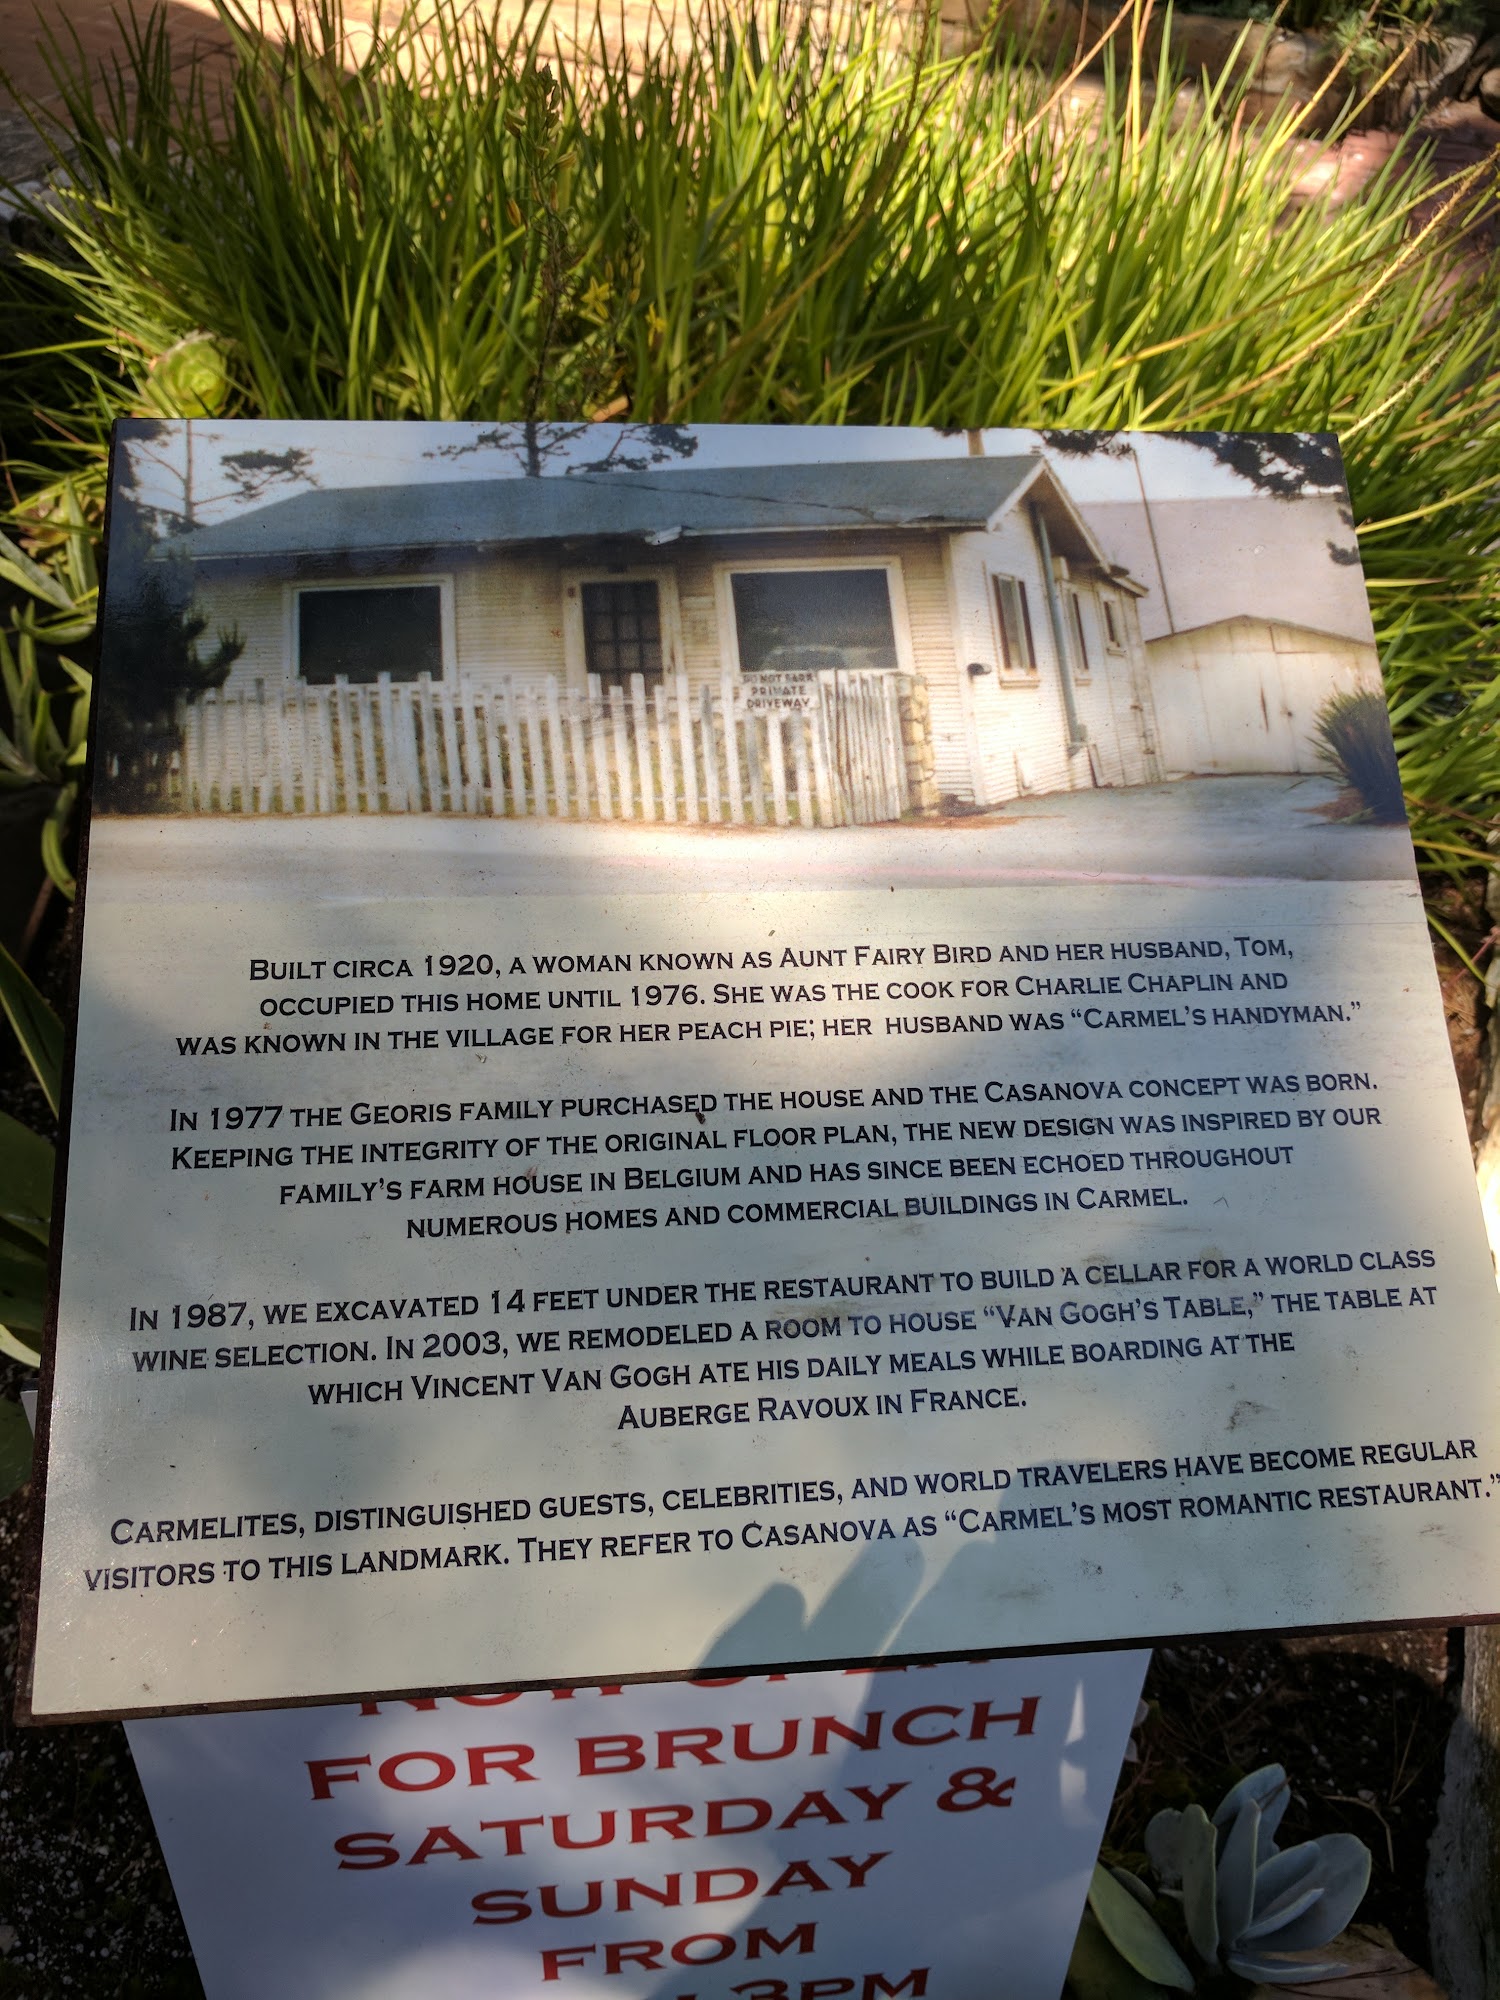 DO NOT PARK
PRIVATE
DRIVEWAY
BUILT CIRCA 1920, A WOMAN KNOWN AS AUNT FAIRY BIRD AND HER HUSBAND, TOM,
OCCUPIED THIS HOME UNTIL 1976. SHE WAS THE COOK FOR CHARLIE CHAPLIN AND
WAS KNOWN IN THE VILLAGE FOR HER PEACH PIE; HER HUSBAND WAS “CARMEL’S HANDYMAN.”
IN 1977 THE GEORIS FAMILY PURCHASED THE HOUSE AND THE CASANOVA CONCEPT WAS BORN.
KEEPING THE INTEGRITY OF THE ORIGINAL FLOOR PLAN, THE NEW DESIGN WAS INSPIRED BY OUR
FAMILY’S FARM HOUSE IN BELGIUM AND HAS SINCE BEEN ECHOED THROUGHOUT
NUMEROUS HOMES AND COMMERCIAL BUILDINGS IN CARMEL.
IN 1987, WE EXCAVATED 14 FEET UNDER THE RESTAURANT TO BUILD A CELLAR FOR A WORLD CLASS
WINE SELECTION. IN 2003, WE REMODELED A ROOM TO HOUSE “VAN GOGH’S TABLE,” THE TABLE AT
WHICH VINCENT VAN GOGH ATE HIS DAILY MEALS WHILE BOARDING AT THE
AUBERGE RAVOUX IN FRANCE.
CARMELITES, DISTINGUISHED GUESTS, CELEBRITIES, AND WORLD TRAVELERS HAVE BECOME REGULAR
VISITORS TO THIS LANDMARK. THEY REFER TO CASANOVA AS “CARMEL’S MOST ROMANTIC RESTAURANT.”
NOW OPEN
FOR BRUNCH
SATURDAY &
SUNDAY
FROM
3PM